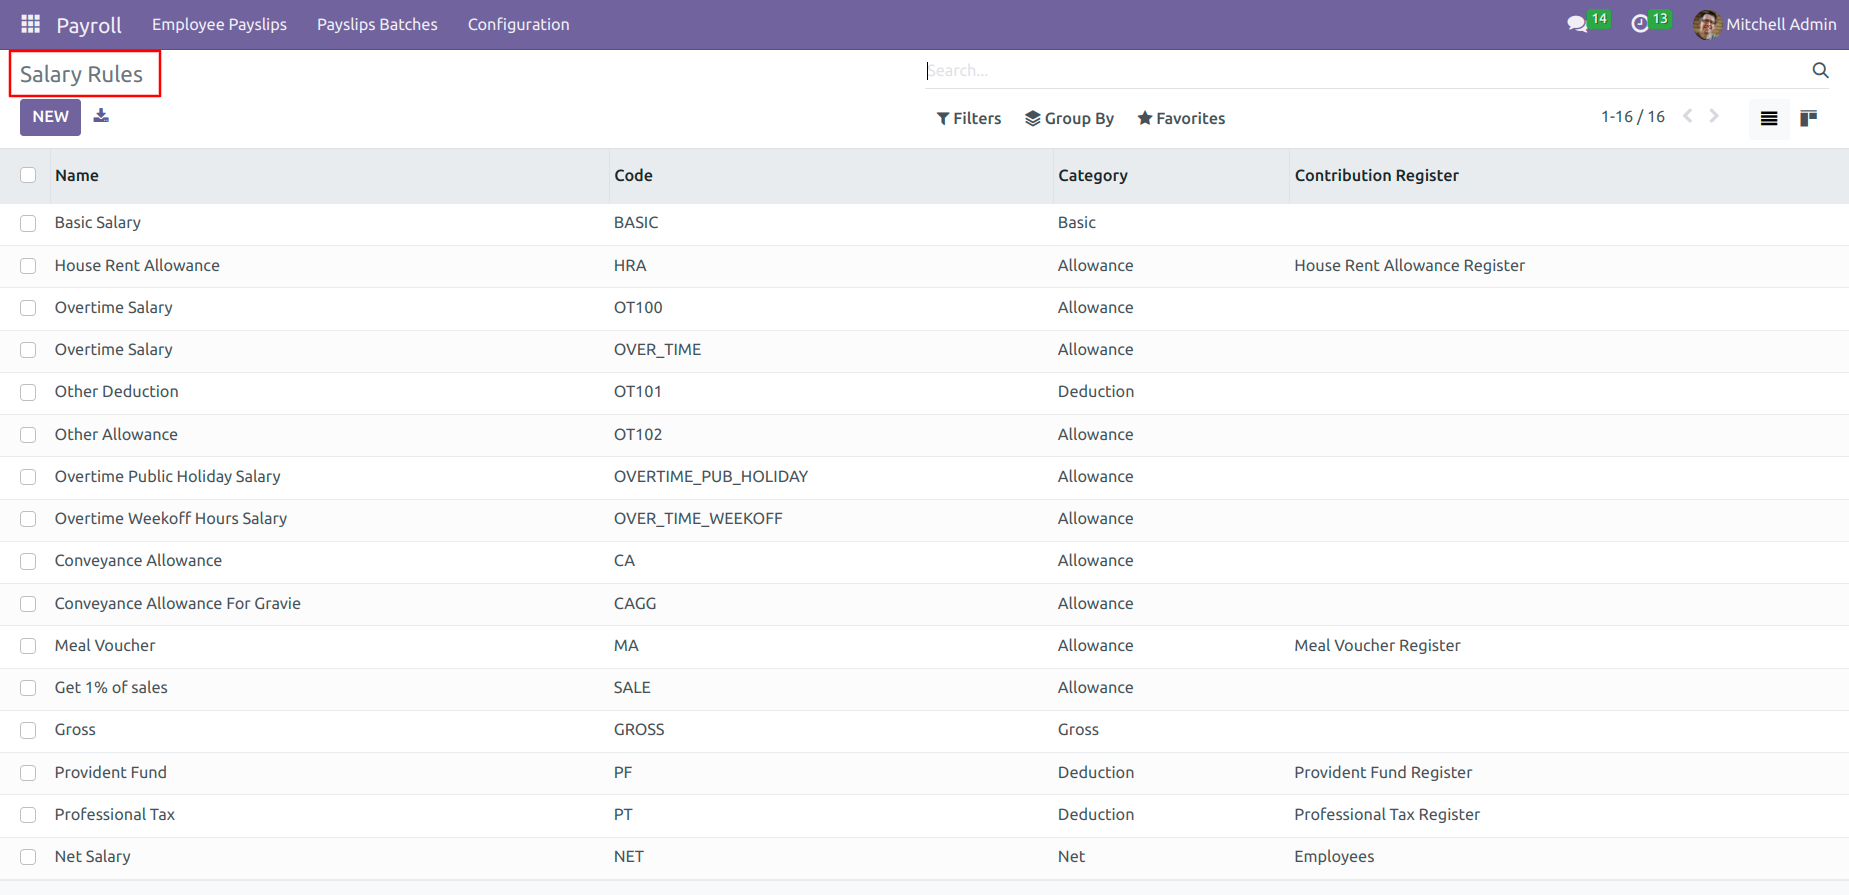 Payroll Employee Payslips Payslips Batches Configuration 14 13 Mitchell Admin
Salary Rules Search...
NEW Filters Group By Favorites 1-16 / 16
Name Code Category Contribution Register
Basic Salary BASIC Basic
House Rent Allowance HRA Allowance House Rent Allowance Register
Overtime Salary OT100 Allowance
Overtime Salary OVER_TIME Allowance
Other Deduction OT101 Deduction
Other Allowance OT102 Allowance
Overtime Public Holiday Salary OVERTIME_PUB_HOLIDAY Allowance
Overtime Weekoff Hours Salary OVER_TIME_WEEKOFF Allowance
Conveyance Allowance CA Allowance
Conveyance Allowance For Gravie CAGG Allowance
Meal Voucher MA Allowance Meal Voucher Register
Get 1% of sales SALE Allowance
Gross GROSS Gross
Provident Fund PF Deduction Provident Fund Register
Professional Tax PT Deduction Professional Tax Register
Net Salary NET Net Employees